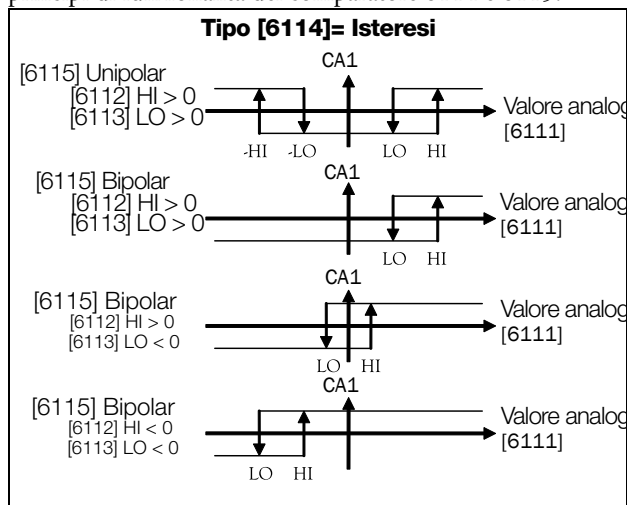 Tipo [6114]= Isteresi
CA1
[6115] Unipolar
[6112] HI > 0
[6113] LO > 0
Valore analog
[6111]
-HI -LO LO HI
CA1
[6115] Bipolar
[6112] HI > 0
[6113] LO > 0
Valore analog
[6111]
LO HI
CA1
[6115] Bipolar
[6112] HI > 0
[6113] LO < 0
Valore analog
[6111]
LO HI
CA1
[6115] Bipolar
[6112] HI < 0
[6113] LO < 0
Valore analog
[6111]
LO HI